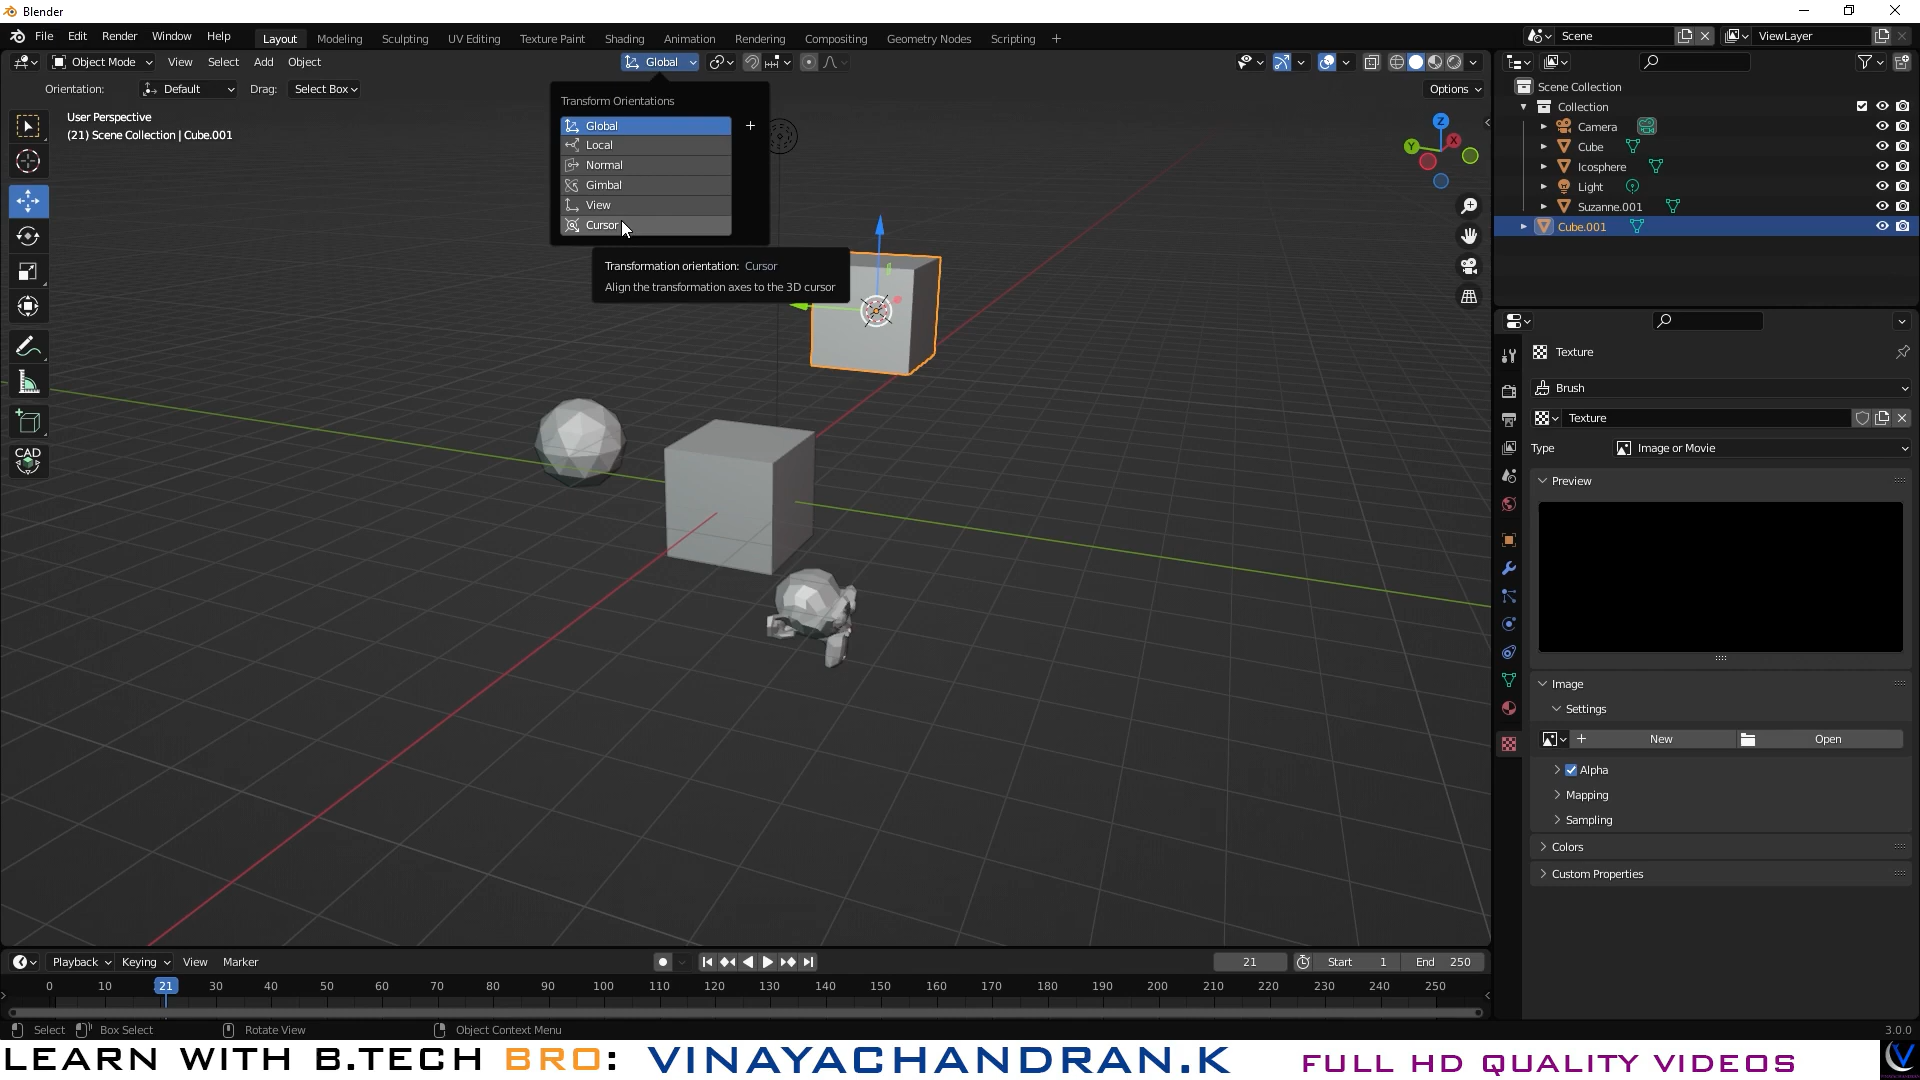 Blender
File Edit Render Window Help Layout Modeling Sculpting UV Editing Texture Paint Shading Animation Rendering Compositing Geometry Nodes Scripting + Scene ViewLayer
Object Mode View Select Add Object Global
Orientation: Default Drag: Select Box Options
User Perspective
(21) Scene Collection | Cube.001
Transform Orientations
Global +
Local
Normal
Gimbal
View
Cursor
Transformation orientation: Cursor
Align the transformation axes to the 3D cursor
Z
Y X
CAD
Scene Collection
Collection
Camera
Cube
Icosphere
Light
Suzanne.001
Cube.001
Texture
Brush
Texture
Type Image or Movie
Preview
Image
Settings
+ New Open
Alpha
Mapping
Sampling
Colors
Custom Properties
Playback Keying View Marker 21 Start 1 End 250
0 10 21 30 40 50 60 70 80 90 100 110 120 130 140 150 160 170 180 190 200 210 220 230 240 250
Select Box Select Rotate View Object Context Menu 3.0.0
LEARN WITH B.TECH BRO: VINAYACHANDRAN.K FULL HD QUALITY VIDEOS